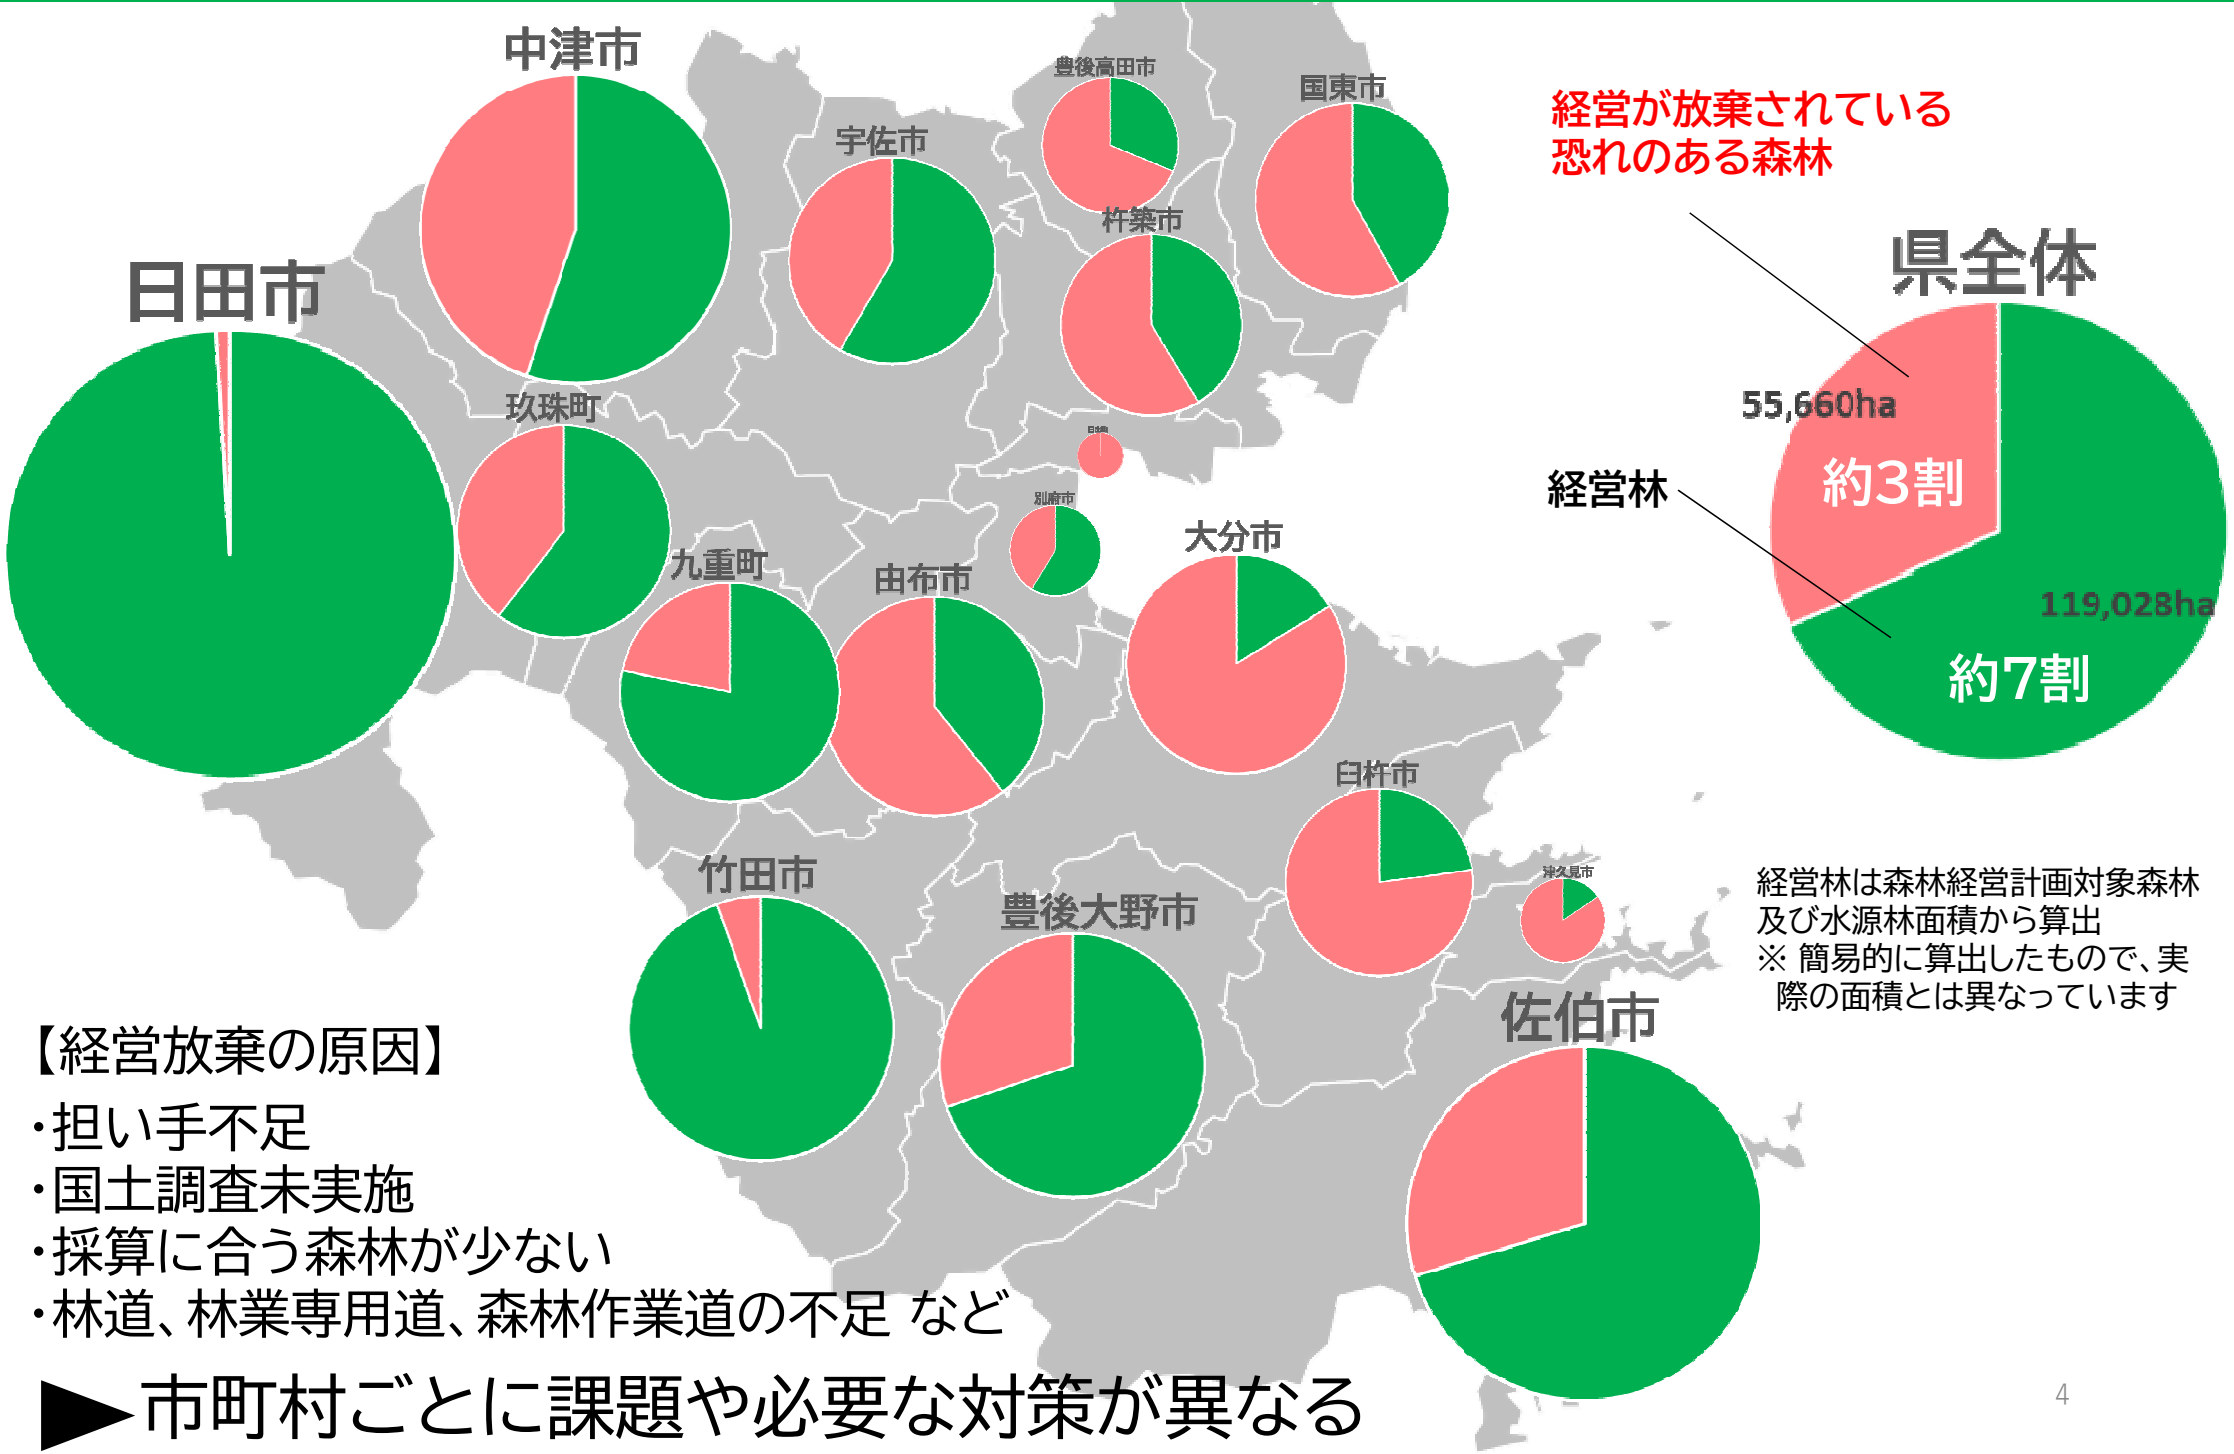 中津市
豊後高田市
国東市
宇佐市
杵築市
日田市
玖珠町
別府市
九重町
由布市
大分市
臼杵市
津久見市
竹田市
豊後大野市
佐伯市
経営が放棄されている
恐れのある森林
県全体
55,660ha
約3割
経営林
119,028ha
約7割
経営林は森林経営計画対象森林
及び水源林面積から算出
※ 簡易的に算出したもので、実
際の面積とは異なっています
【経営放棄の原因】
・担い手不足
・国土調査未実施
・採算に合う森林が少ない
・林道、林業専用道、森林作業道の不足 など
▶市町村ごとに課題や必要な対策が異なる
4